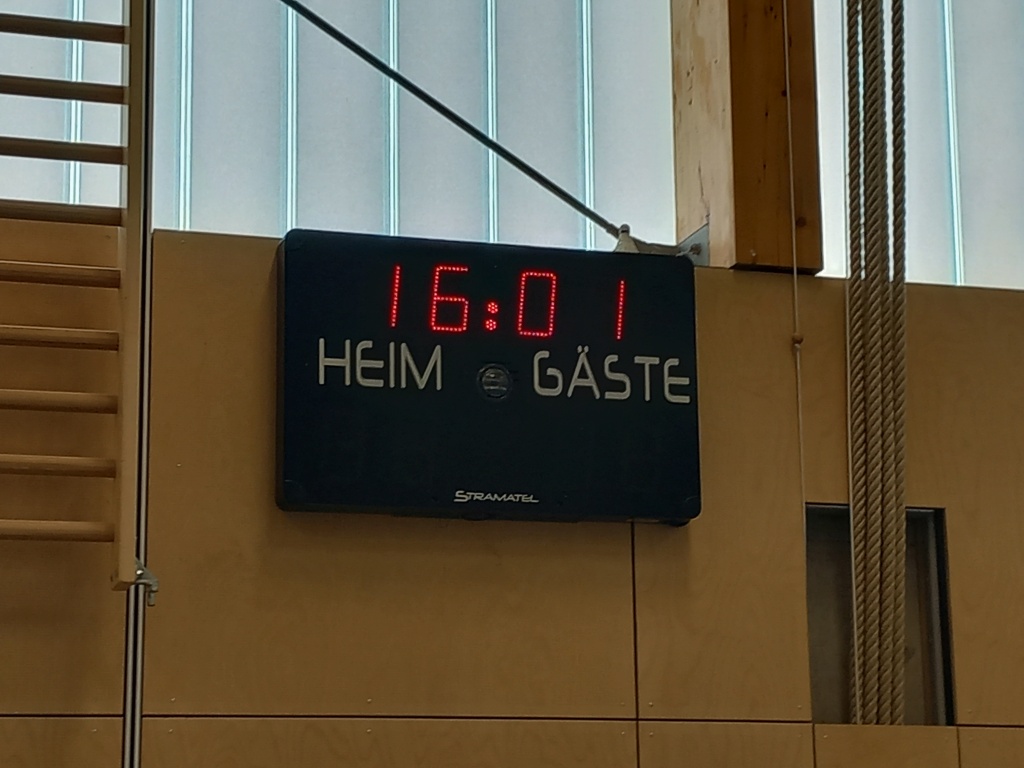 16:01
HEIM GÄSTE
STRAMATEL